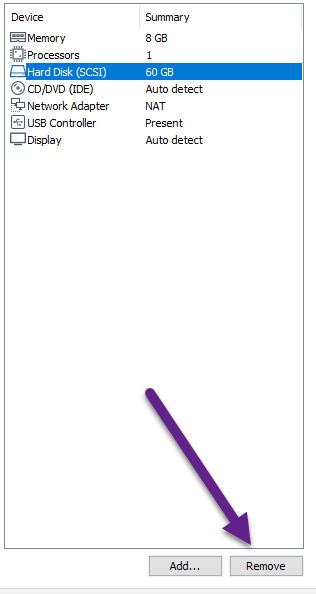 Device Summary
Memory 8 GB
Processors 1
Hard Disk (SCSI) 60 GB
CD/DVD (IDE) Auto detect
Network Adapter NAT
USB Controller Present
Display Auto detect
Add... Remove